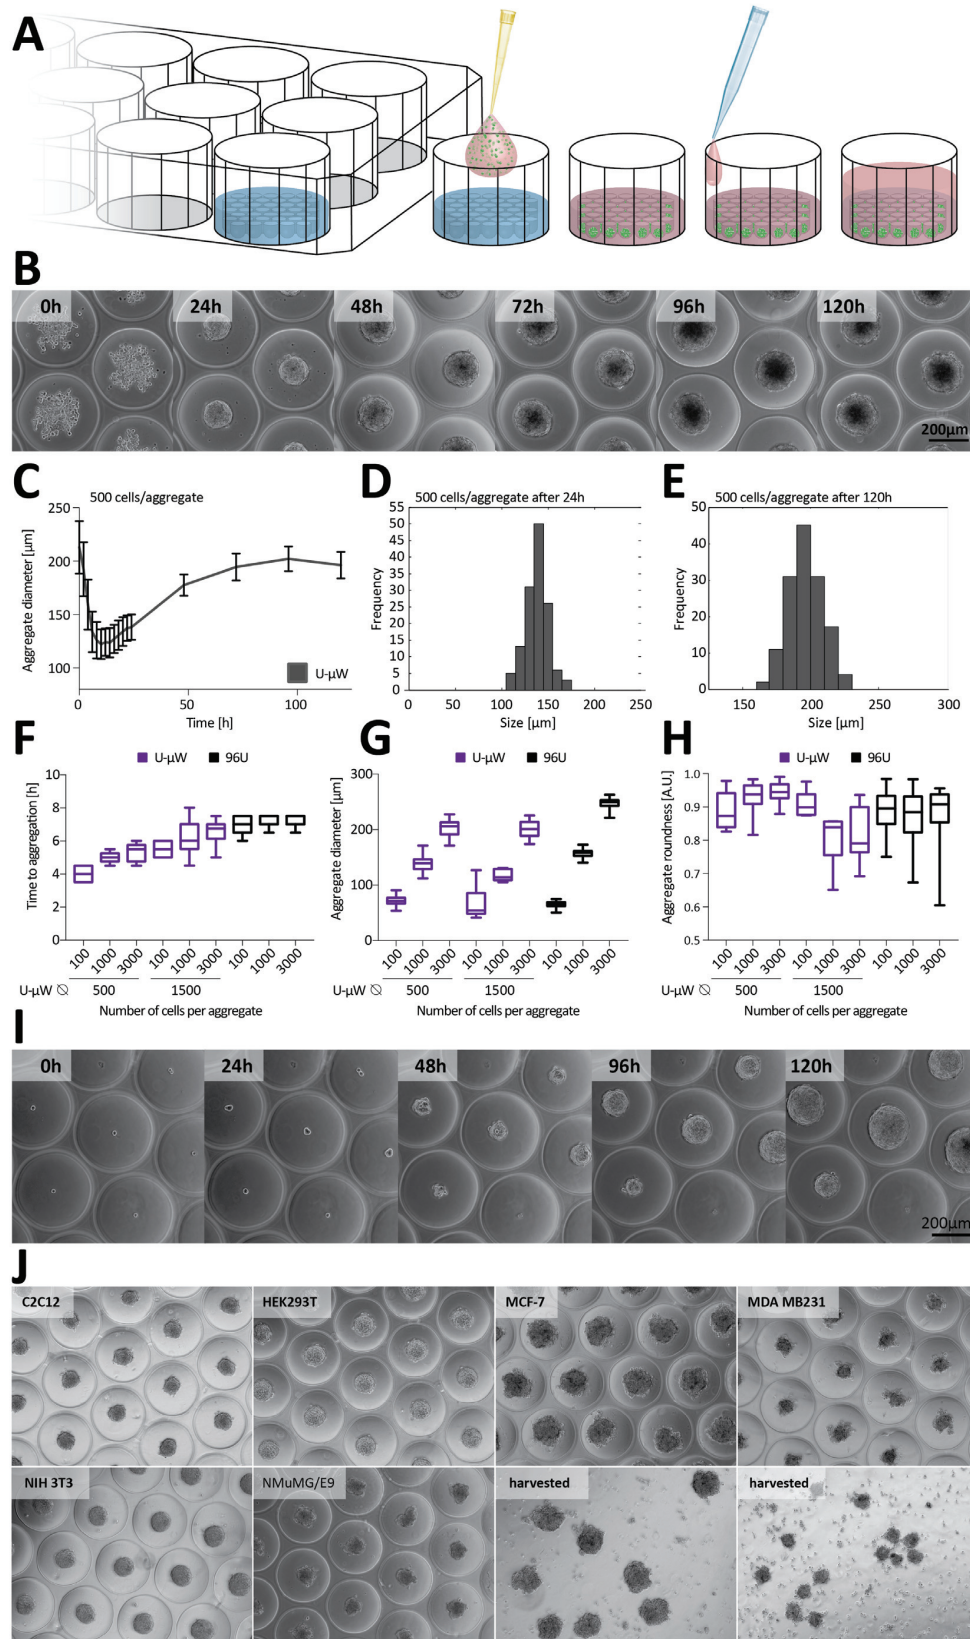 A
B
0h 24h 48h 72h 96h 120h
200µm
C
500 cells/aggregate
Aggregate diameter [µm]
250
200
150
100
0 50 100
Time [h]
U-µW
D
500 cells/aggregate after 24h
Frequency
55
50
45
40
35
30
25
20
15
10
5
0
0 50 100 150 200 250
Size [µm]
E
500 cells/aggregate after 120h
Frequency
50
40
30
20
10
0
150 200 250 300
Size [µm]
F
U-µW 96U
Time to aggregation [h]
10
8
6
4
2
0
100 1000 3000 100 1000 3000 100 1000 3000
U-µW ∅ 500 1500
Number of cells per aggregate
G
U-µW 96U
Aggregate diameter [µm]
300
200
100
0
100 1000 3000 100 1000 3000 100 1000 3000
U-µW ∅ 500 1500
Number of cells per aggregate
H
U-µW 96U
Aggregate roundness [A.U.]
1.0
0.9
0.8
0.7
0.6
0.5
100 1000 3000 100 1000 3000 100 1000 3000
U-µW ∅ 500 1500
Number of cells per aggregate
I
0h 24h 48h 96h 120h
200µm
J
C2C12 HEK293T MCF-7 MDA MB231
NIH 3T3 NMuMG/E9 harvested harvested